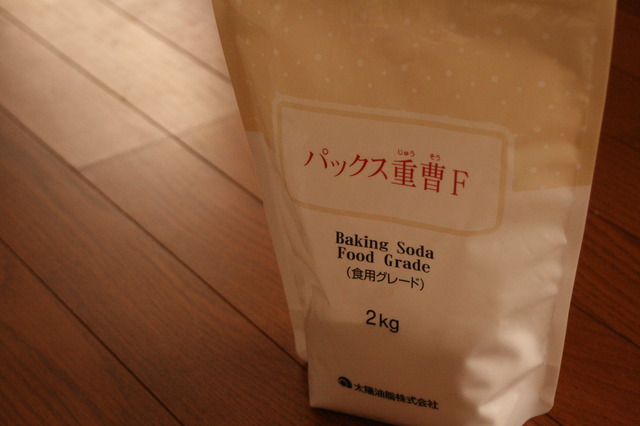 じゅう そう
パックス重曹F
Baking Soda
Food Grade
(食用グレード)
2kg
太陽油脂株式会社